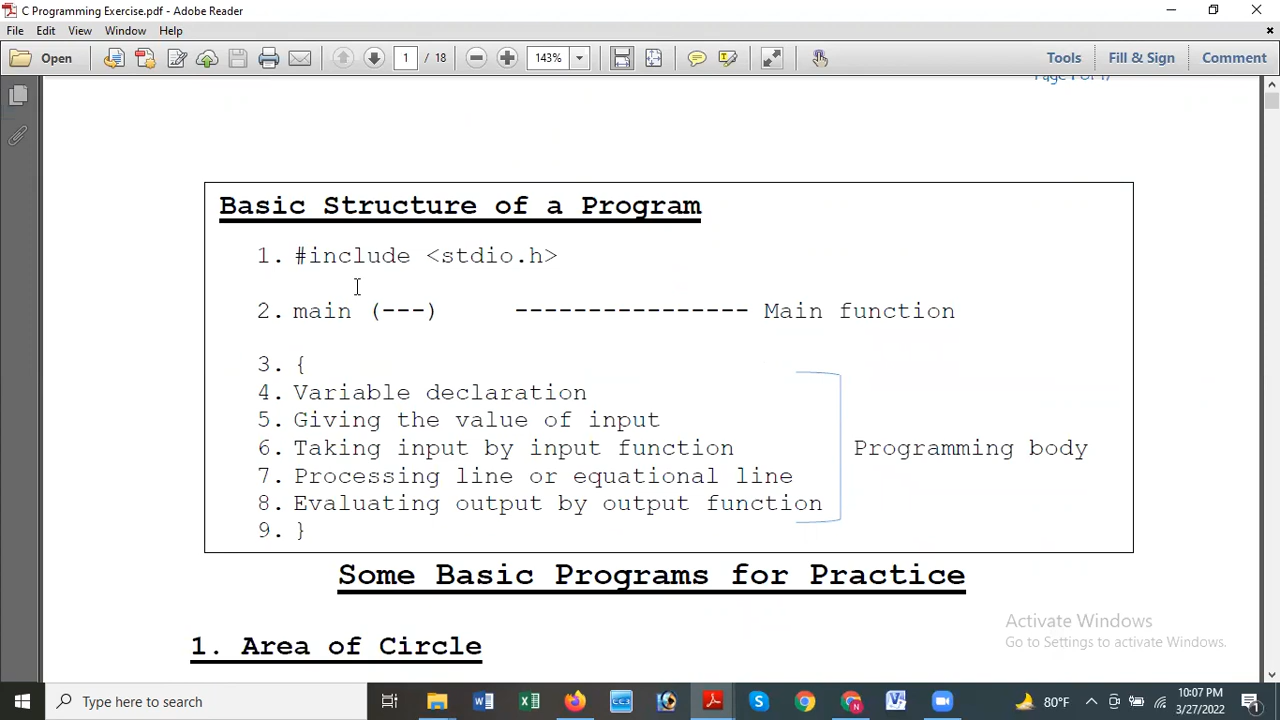 C Programming Exercise.pdf - Adobe Reader
File Edit View Window Help
Open 1 / 18 143% Tools Fill & Sign Comment
Basic Structure of a Program
1. #include <stdio.h>
2. main (---) ---------------- Main function
3. {
4. Variable declaration
5. Giving the value of input
6. Taking input by input function
7. Processing line or equational line
8. Evaluating output by output function
9. }
Programming body
Some Basic Programs for Practice
1. Area of Circle
Activate Windows
Go to Settings to activate Windows.
Type here to search
80°F
10:07 PM
3/27/2022